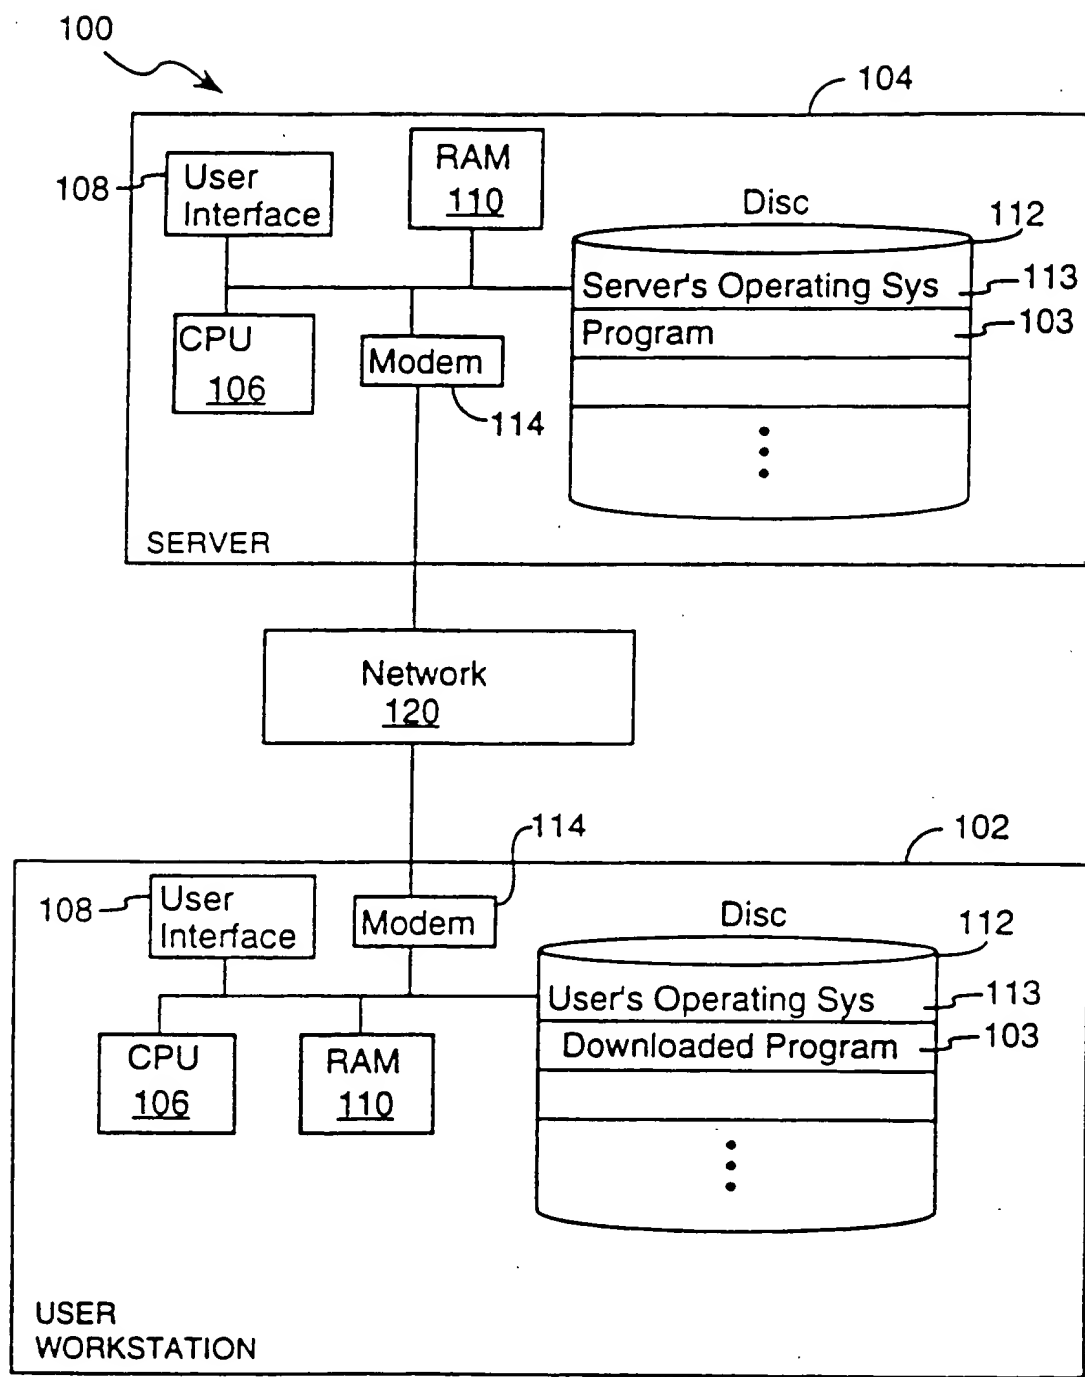 100
104
108
User
Interface
RAM
110
Disc
112
Server's Operating Sys
113
CPU
106
Modem
114
Program
103
SERVER
Network
120
114
102
108
User
Interface
Modem
Disc
112
User's Operating Sys
113
CPU
106
RAM
110
Downloaded Program
103
USER
WORKSTATION